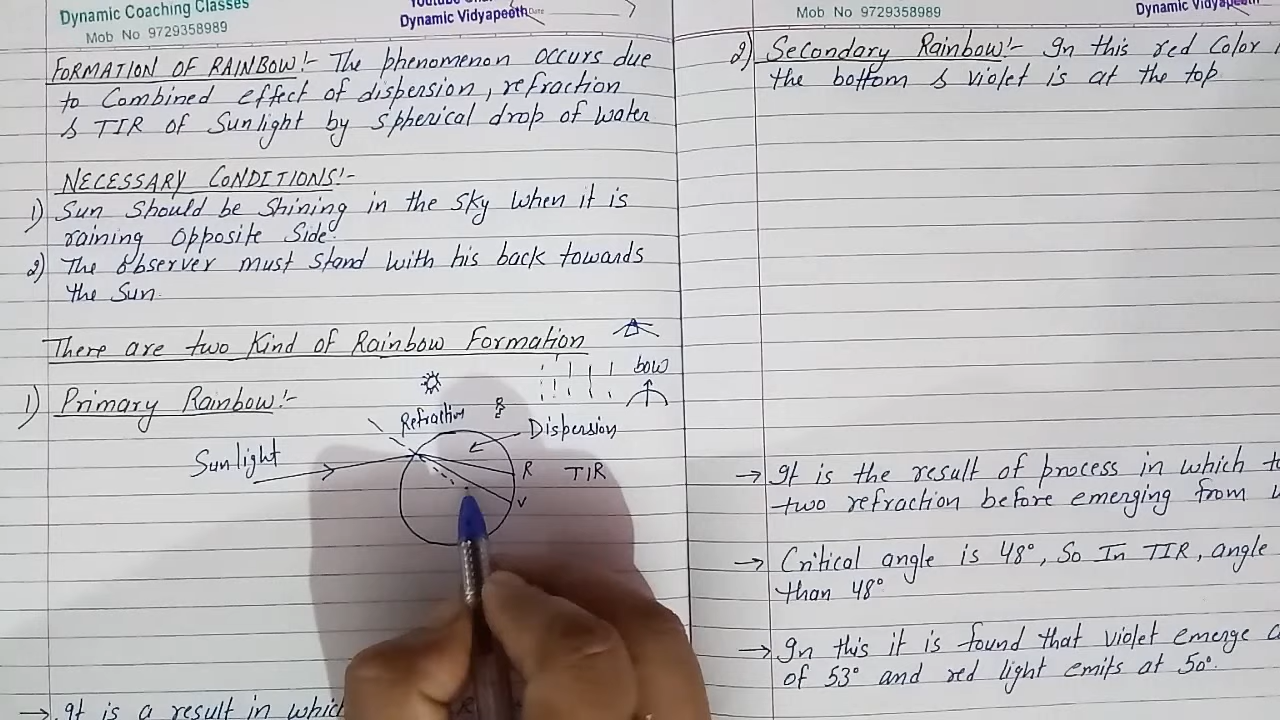 Dynamic Coaching Classes
Mob No 9729358989
Dynamic Vidyapeeth
Date
FORMATION OF RAINBOW:- The phenomenon occurs due
to Combined effect of dispersion, refraction
& TIR of Sunlight by Spherical drop of water
NECESSARY CONDITIONS:-
1) Sun Should be Shining in the Sky when it is
raining opposite Side.
2) The observer must stand with his back towards
the Sun.
There are two Kind of Rainbow Formation
bow
1) Primary Rainbow:-
Refraction
Dispersion
Sunlight
R TIR
V
→ It is a result in which
Mob No 9729358989
Dynamic Vidyapeeth
2) Secondary Rainbow:- In this red Color
the bottom & violet is at the top
→ It is the result of process in which
two refraction before emerging from
→ Critical angle is 48°, So In TIR, angle
than 48°
→ In this it is found that violet emerge
of 53° and red light emits at 50°.